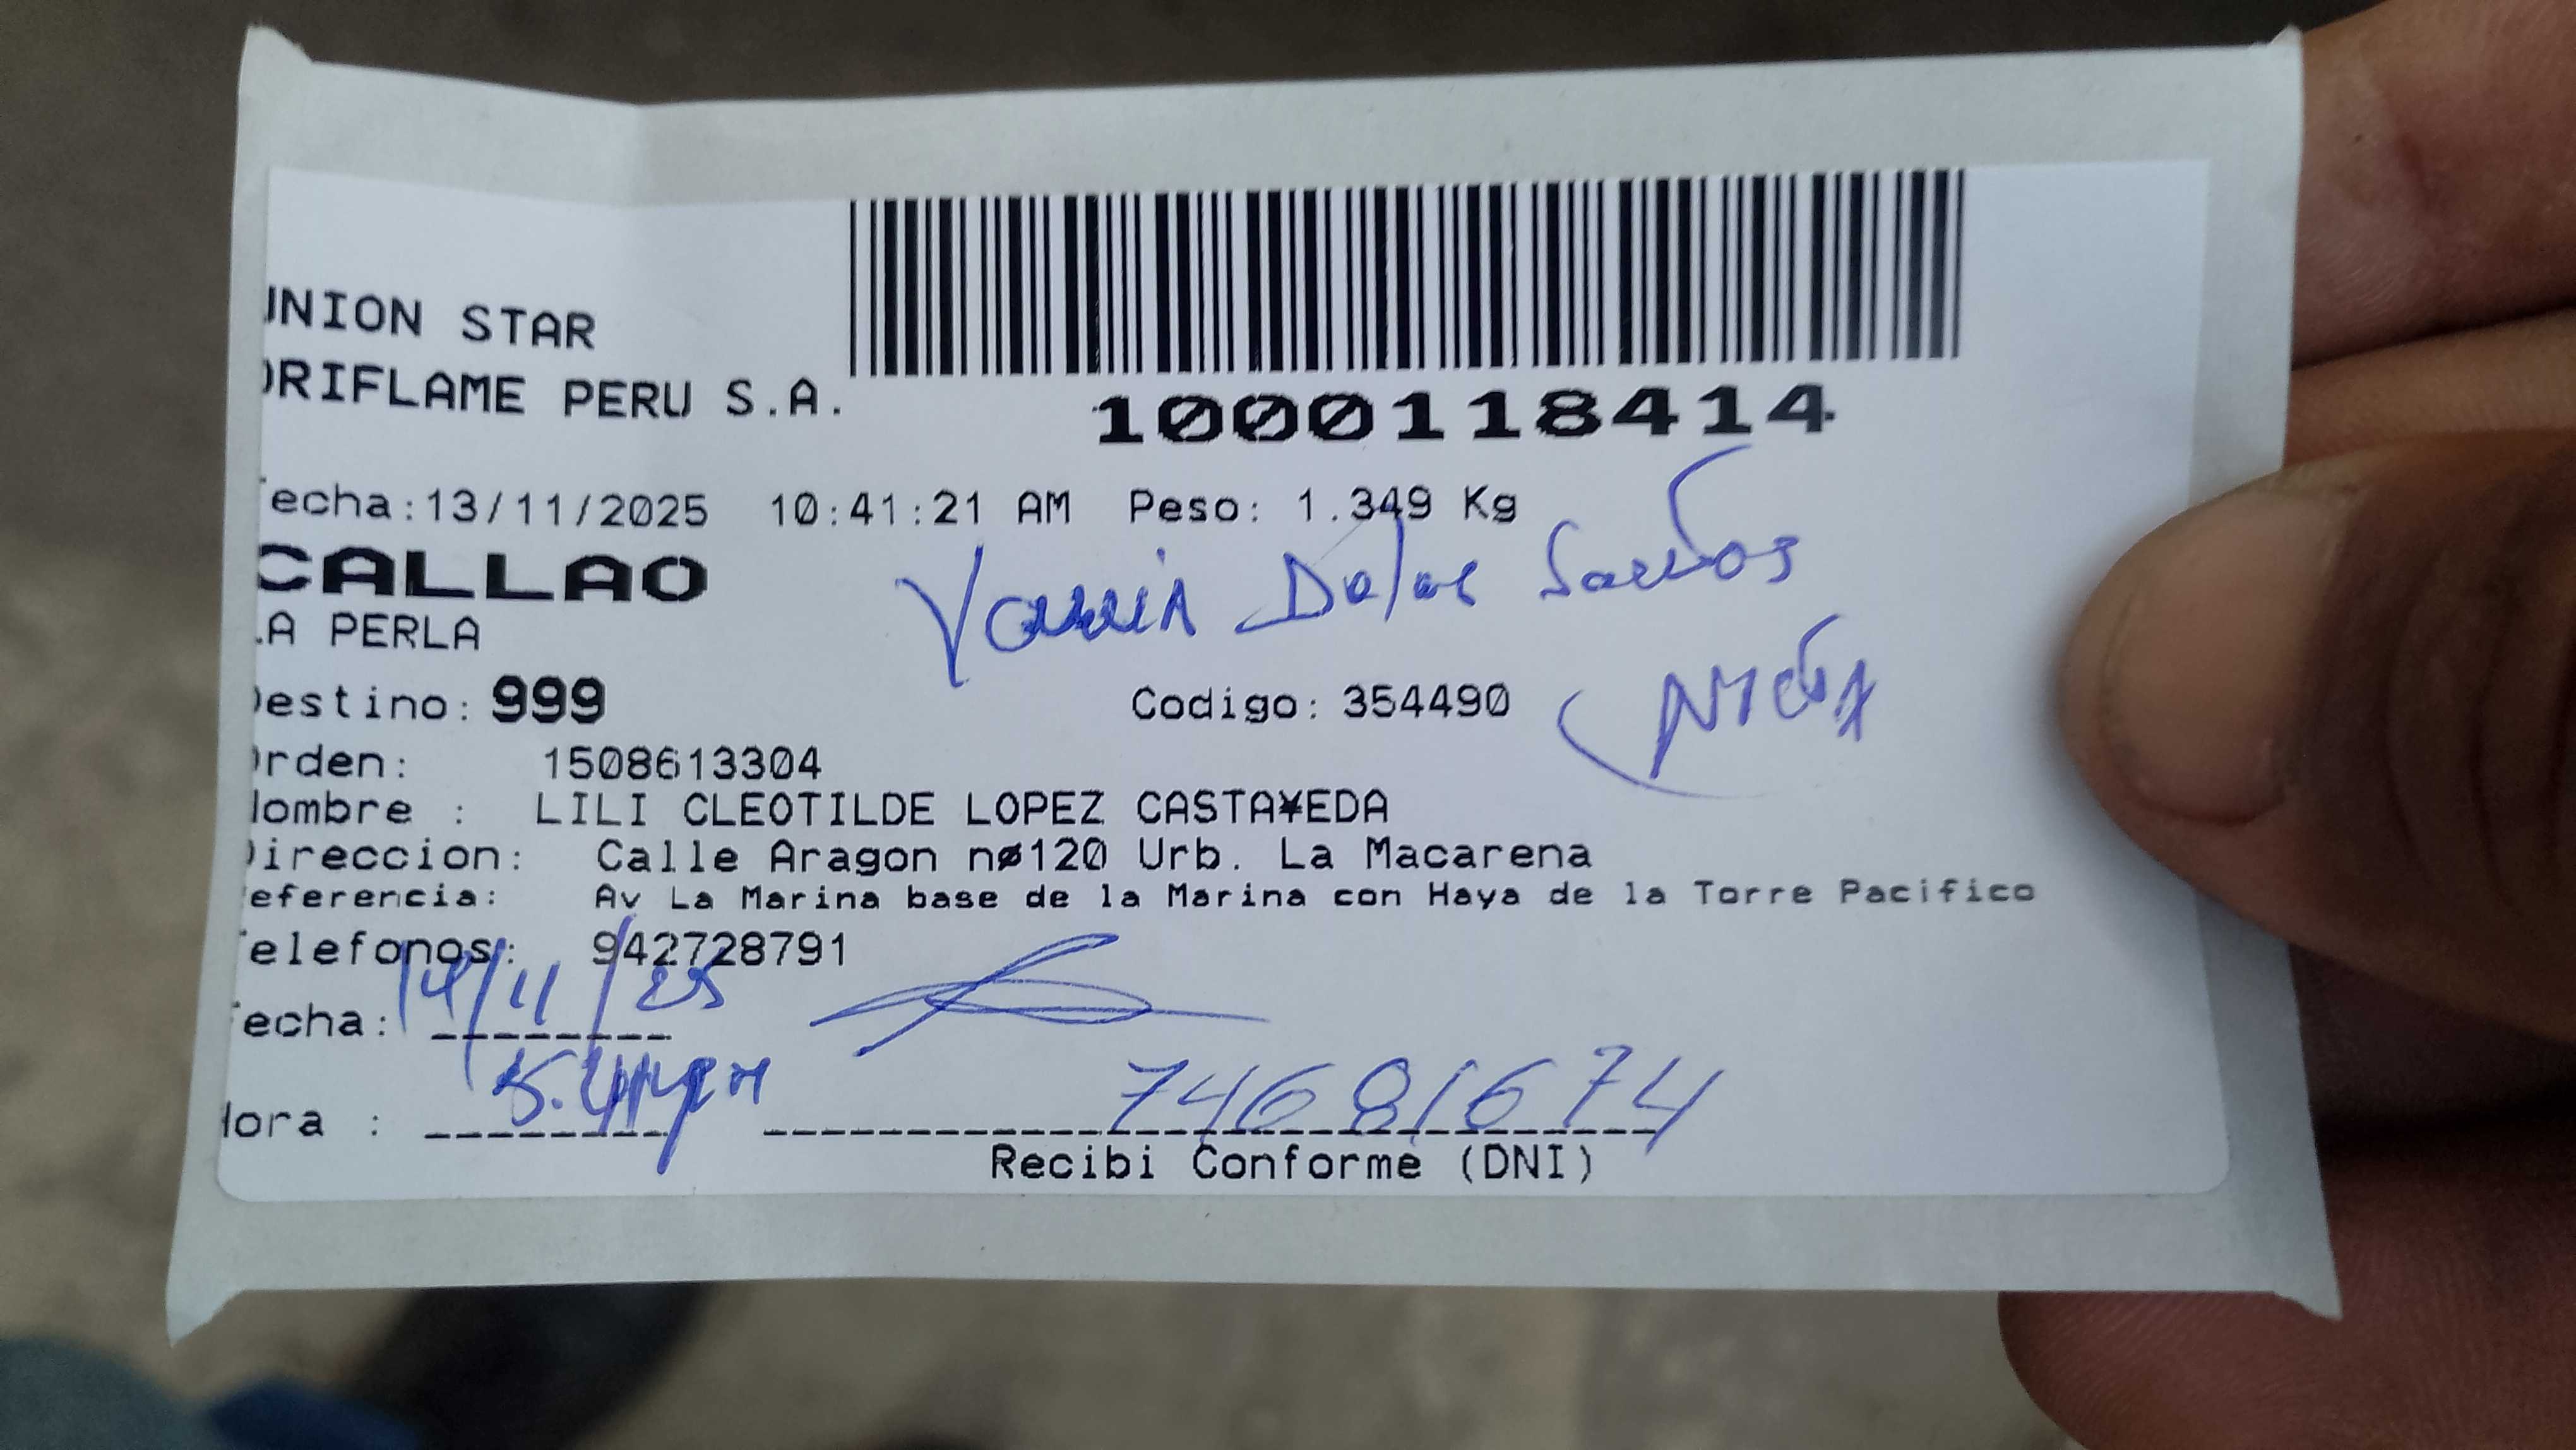 UNION STAR
ORIFLAME PERU S.A.
1000118414
Fecha:13/11/2025 10:41:21 AM Peso: 1.349 Kg
CALLAO
LA PERLA
Santos
Destino: 999 Codigo: 354490
Orden: 1508613304
Nombre : LILI CLEOTILDE LOPEZ CASTA¥EDA
Direccion: Calle Aragon nø120 Urb. La Macarena
Referencia: Av La Marina base de la Marina con Haya de la Torre Pacifico
Telefonos: 942728791
Fecha: 14/11/25
Hora : 74681674
Recibi Conforme (DNI)